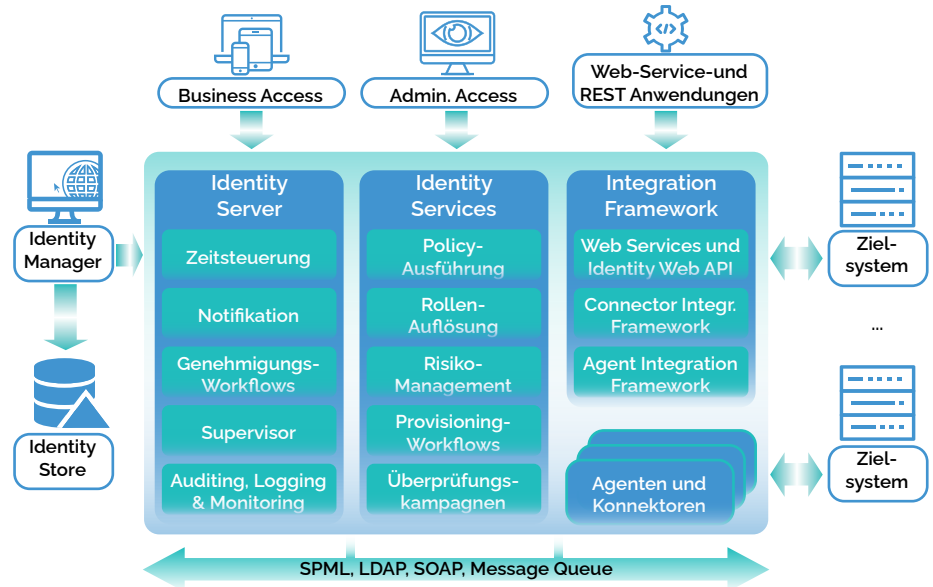 Business Access
Admin. Access
Web-Service-und
REST Anwendungen
Identity
Manager
Identity
Store
Identity
Server
Zeitsteuerung
Notifikation
Genehmigungs-
Workflows
Supervisor
Auditing, Logging
& Monitoring
Identity
Services
Policy-
Ausführung
Rollen-
Auflösung
Risiko-
Management
Provisioning-
Workflows
Überprüfungs-
kampagnen
Integration
Framework
Web Services und
Identity Web API
Connector Integr.
Framework
Agent Integration
Framework
Agenten und
Konnektoren
Ziel-
system
...
Ziel-
system
SPML, LDAP, SOAP, Message Queue